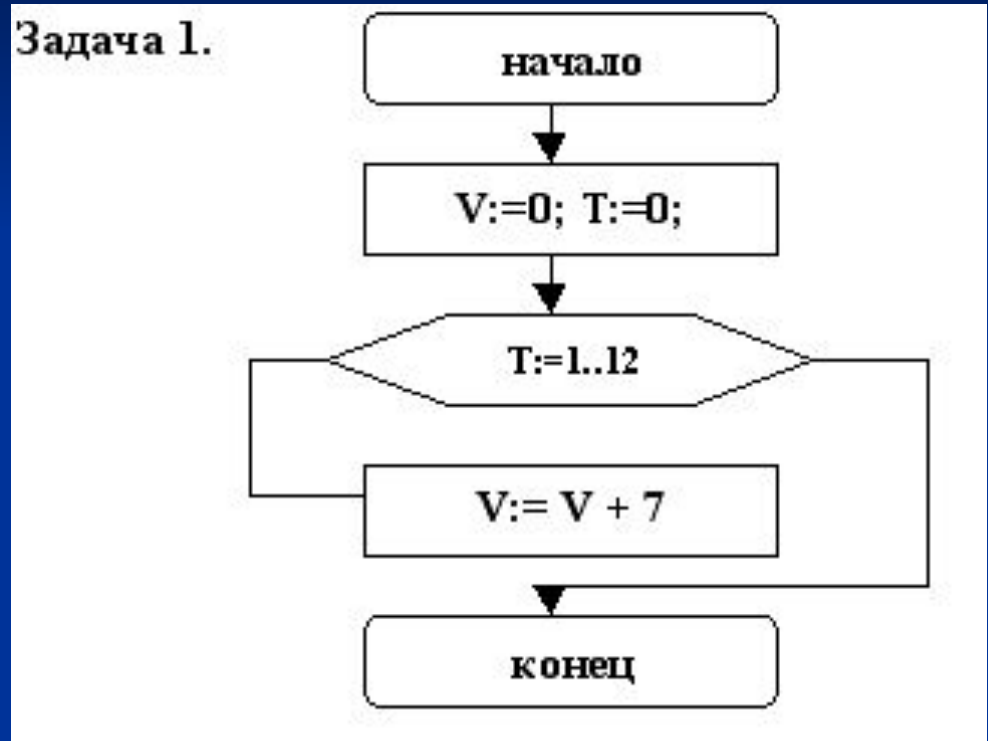 Задача 1.
начало
V:=0; T:=0;
T:=1..12
V:= V + 7
конец